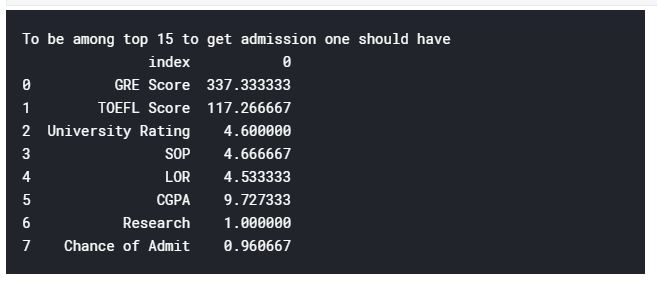 To be among top 15 to get admission one should have
index 0
0 GRE Score 337.333333
1 TOEFL Score 117.266667
2 University Rating 4.600000
3 SOP 4.666667
4 LOR 4.533333
5 CGPA 9.727333
6 Research 1.000000
7 Chance of Admit 0.960667